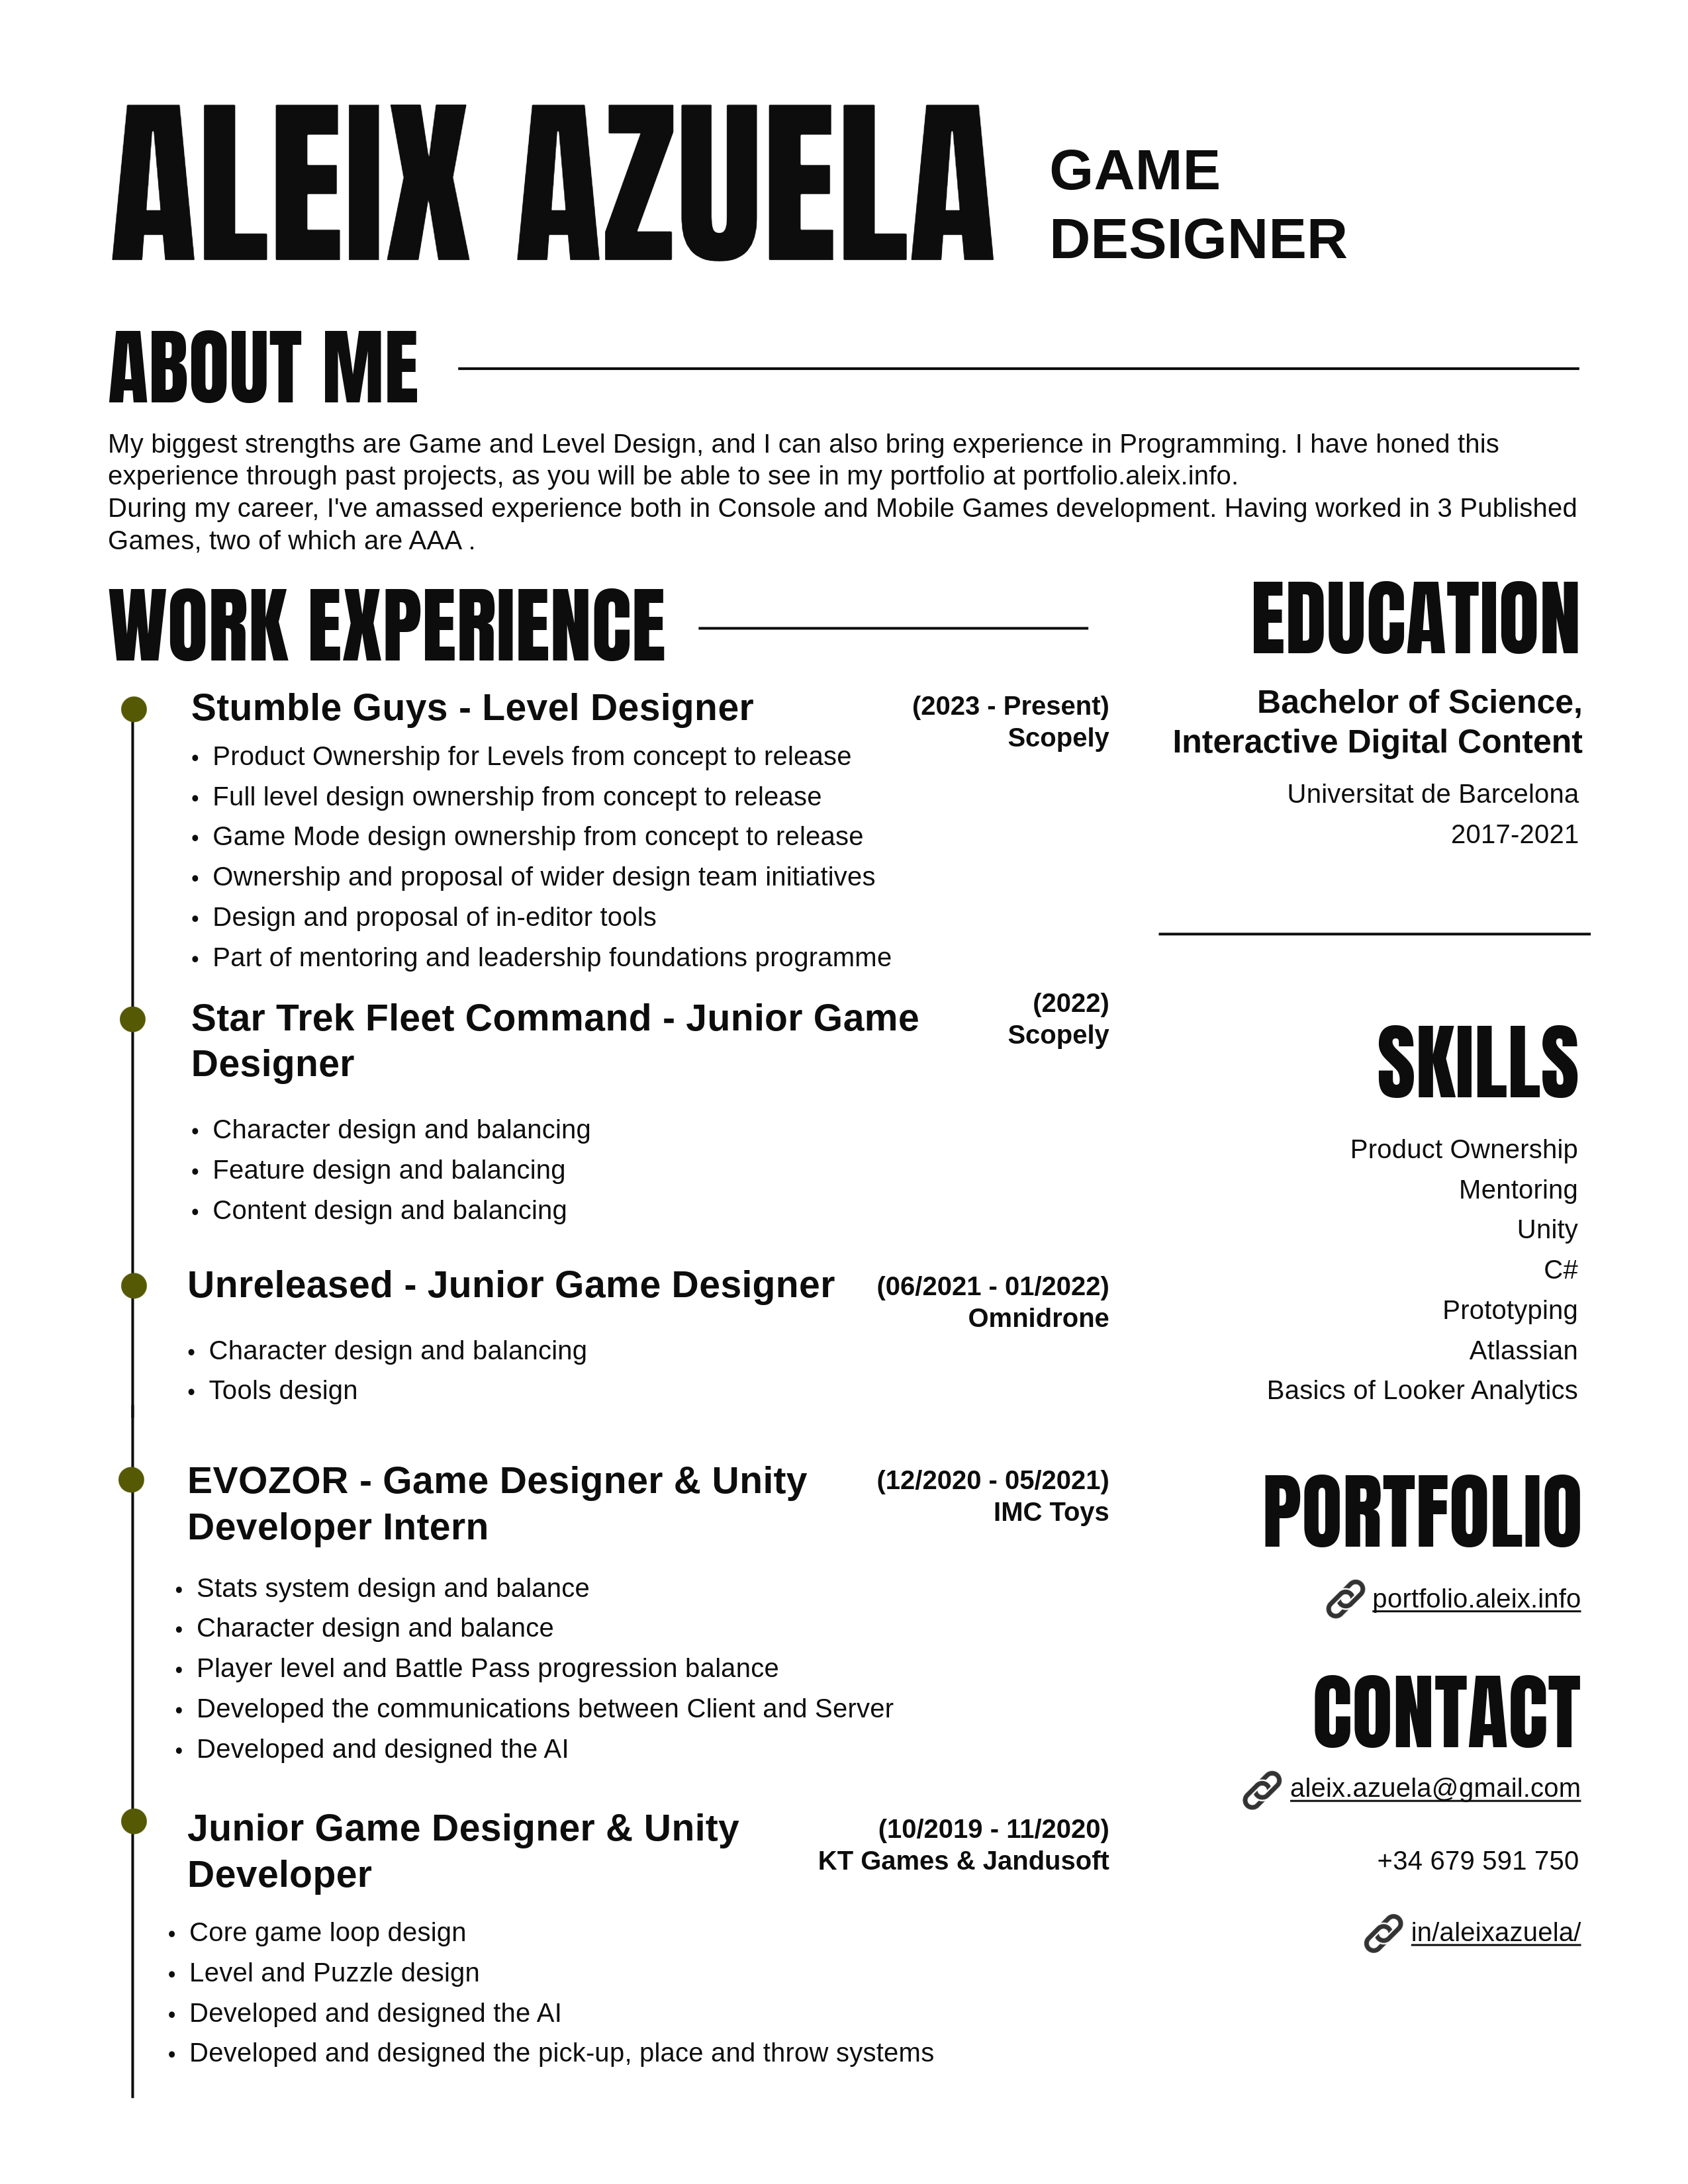 ALEIX AZUELA
GAME
DESIGNER
ABOUT ME
My biggest strengths are Game and Level Design, and I can also bring experience in Programming. I have honed this
experience through past projects, as you will be able to see in my portfolio at portfolio.aleix.info.
During my career, I've amassed experience both in Console and Mobile Games development. Having worked in 3 Published
Games, two of which are AAA .
WORK EXPERIENCE
Stumble Guys - Level Designer
(2023 - Present)
Scopely
• Product Ownership for Levels from concept to release
• Full level design ownership from concept to release
• Game Mode design ownership from concept to release
• Ownership and proposal of wider design team initiatives
• Design and proposal of in-editor tools
• Part of mentoring and leadership foundations programme
Star Trek Fleet Command - Junior Game
Designer
(2022)
Scopely
• Character design and balancing
• Feature design and balancing
• Content design and balancing
Unreleased - Junior Game Designer
(06/2021 - 01/2022)
Omnidrone
• Character design and balancing
• Tools design
EVOZOR - Game Designer & Unity
Developer Intern
(12/2020 - 05/2021)
IMC Toys
• Stats system design and balance
• Character design and balance
• Player level and Battle Pass progression balance
• Developed the communications between Client and Server
• Developed and designed the AI
Junior Game Designer & Unity
Developer
(10/2019 - 11/2020)
KT Games & Jandusoft
• Core game loop design
• Level and Puzzle design
• Developed and designed the AI
• Developed and designed the pick-up, place and throw systems
EDUCATION
Bachelor of Science,
Interactive Digital Content
Universitat de Barcelona
2017-2021
SKILLS
Product Ownership
Mentoring
Unity
C#
Prototyping
Atlassian
Basics of Looker Analytics
PORTFOLIO
portfolio.aleix.info
CONTACT
aleix.azuela@gmail.com
+34 679 591 750
in/aleixazuela/